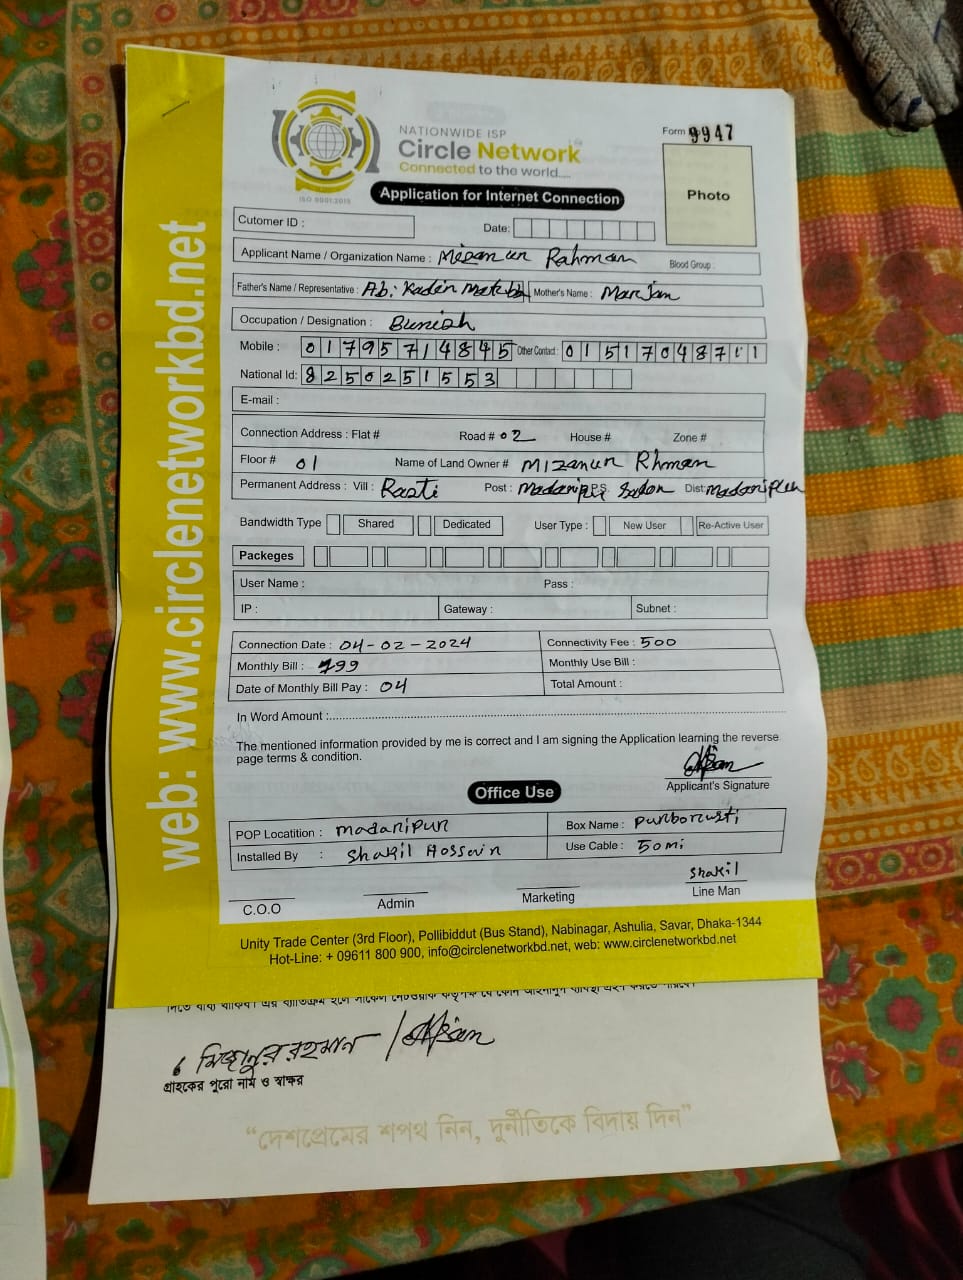 web: www.circlenetworkbd.net
NATIONWIDE ISP
Circle Network
Connected to the world....
ISO 9001:2015
Form 9947
Photo
Application for Internet Connection
Cutomer ID :
Date:
Applicant Name / Organization Name : Mizanur Rahman Blood Group :
Father's Name / Representative : Ab: Kader Mother's Name : Marjan
Occupation / Designation :
Mobile : 01795714845 Other Contact : 01517048711
National Id: 8250251553
E-mail :
Connection Address : Flat # Road # 02 House # Zone #
Floor # 01 Name of Land Owner # Mizanur Rhman
Permanent Address : Vill : Rasti Post : Madaripur P.S. Sador Dist: Madaripur
Bandwidth Type Shared Dedicated User Type : New User Re-Active User
Packeges
User Name : Pass :
IP : Gateway : Subnet :
Connection Date : 04-02-2024 Connectivity Fee : 500
Monthly Bill : 799 Monthly Use Bill :
Date of Monthly Bill Pay : 04 Total Amount :
In Word Amount :
The mentioned information provided by me is correct and I am signing the Application learning the reverse
page terms & condition.
Applicant's Signature
Office Use
POP Locatition : Madaripur Box Name : Purborasti
Installed By : Shakil Hossain Use Cable : 50 mi
Shakil
C.O.O Admin Marketing Line Man
Unity Trade Center (3rd Floor), Pollibiddut (Bus Stand), Nabinagar, Ashulia, Savar, Dhaka-1344
Hot-Line: + 09611 800 900, info@circlenetworkbd.net, web: www.circlenetworkbd.net
মিজানুর রহমান /
গ্রাহকের পুরো নাম ও স্বাক্ষর
“দেশপ্রেমের শপথ নিন, দুর্নীতিকে বিদায় দিন”